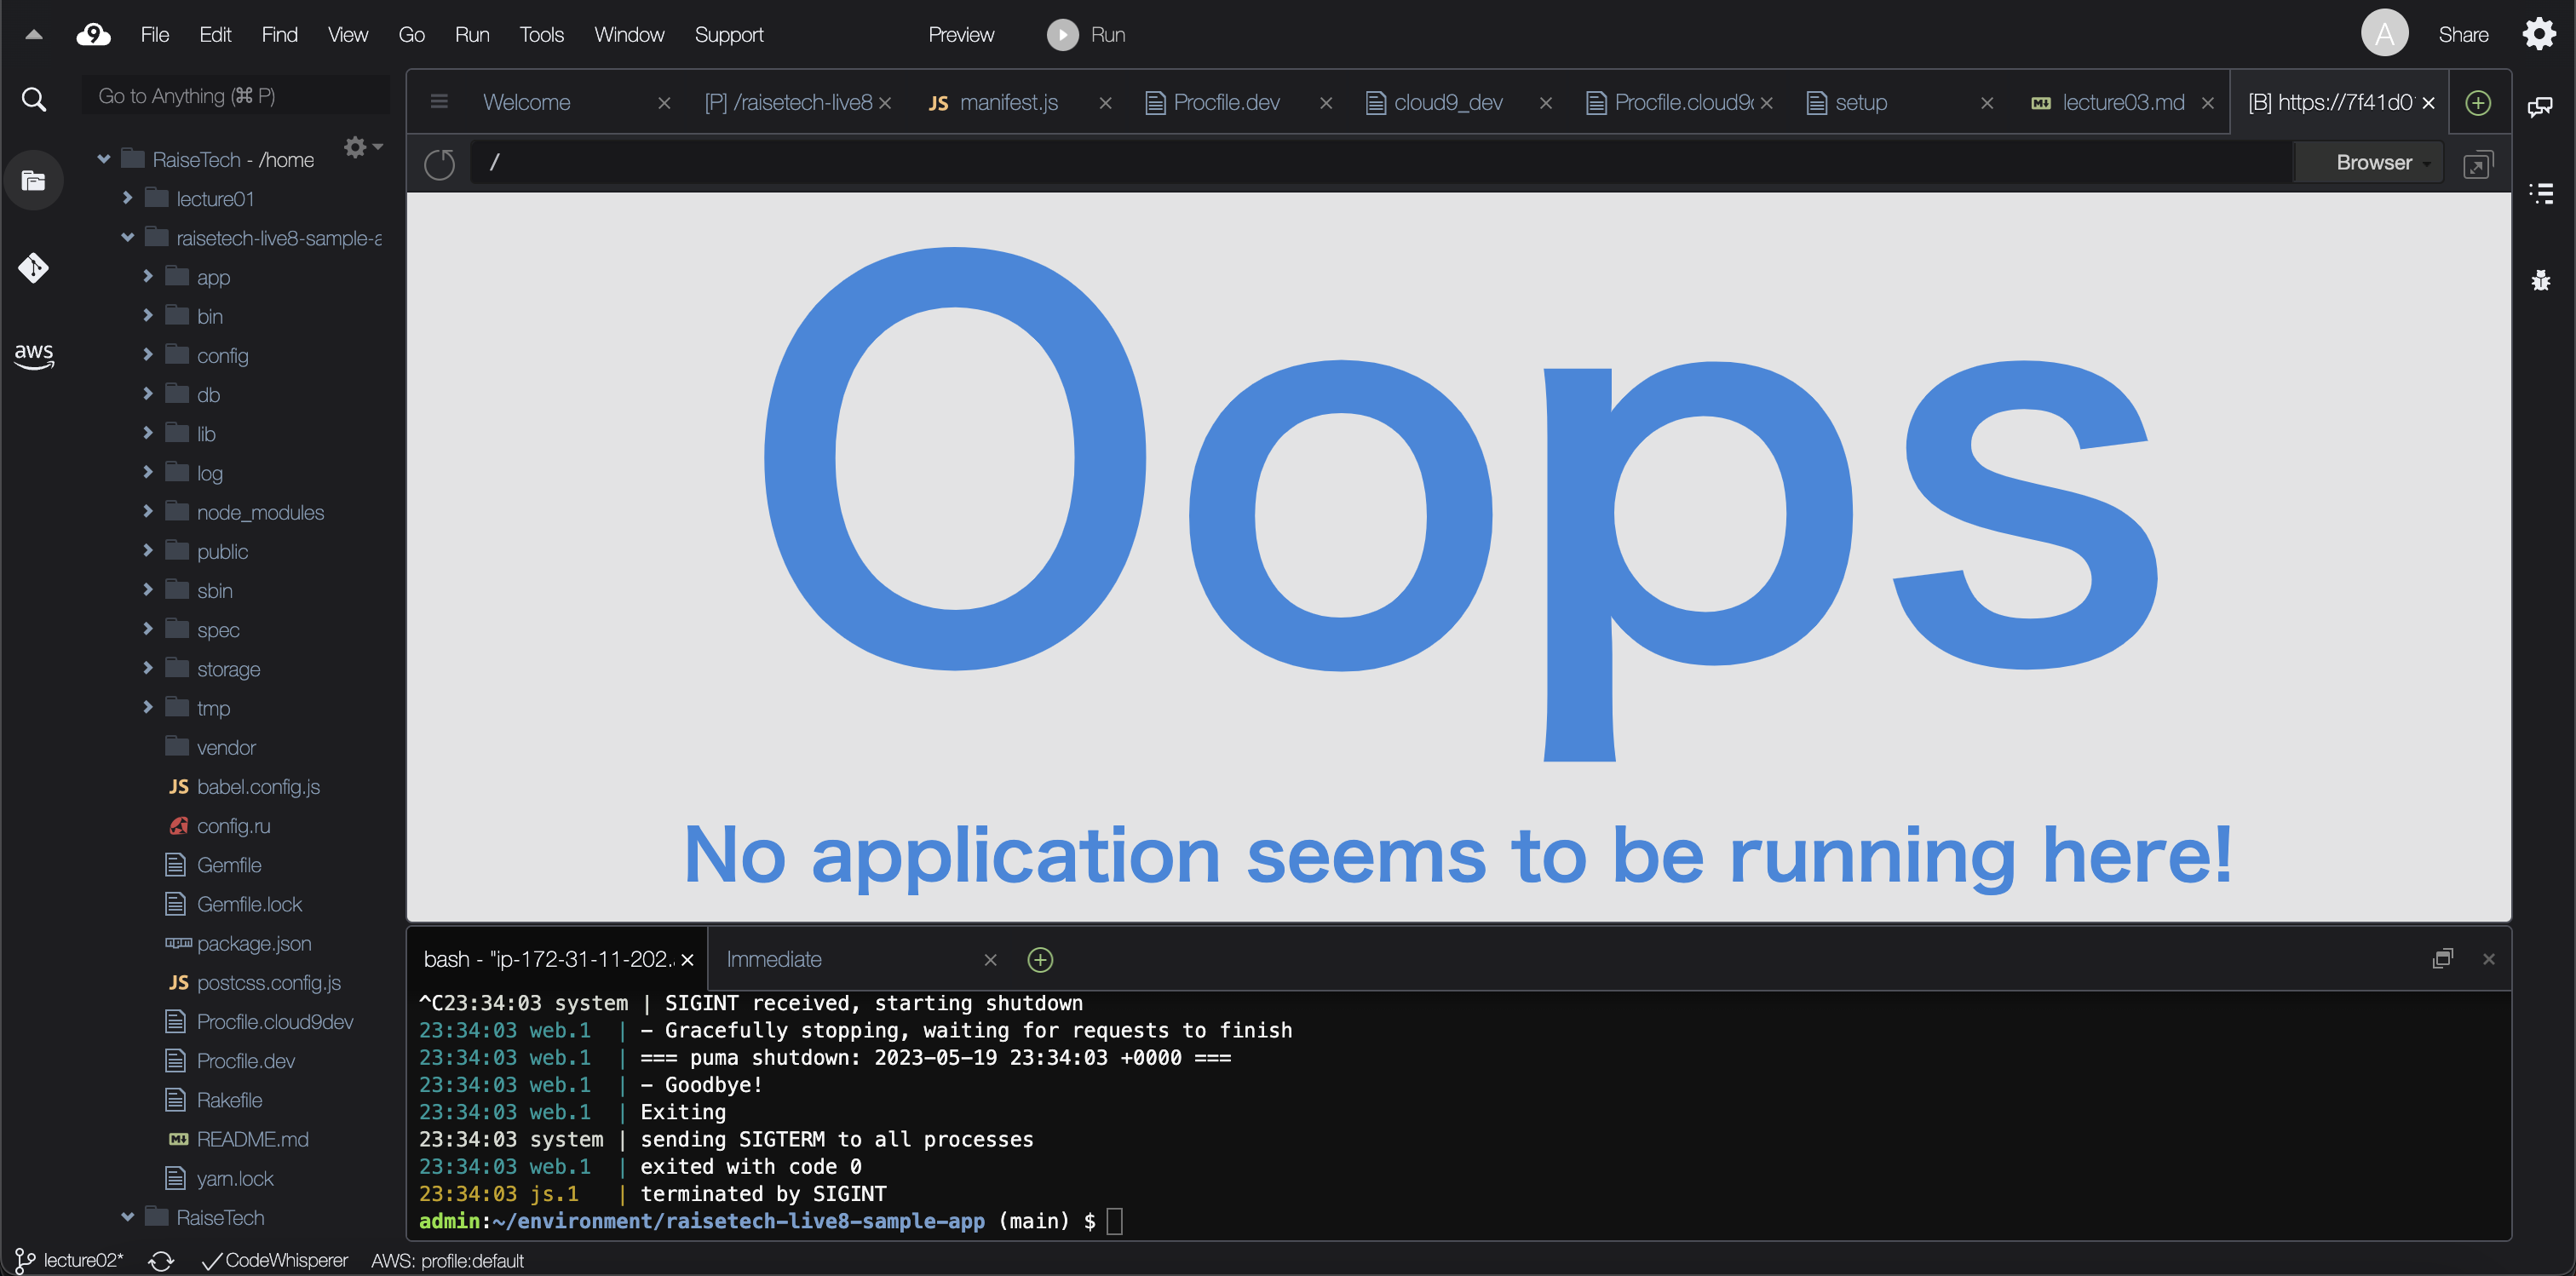 9 File Edit Find View Go Run Tools Window Support Preview Run A Share
Go to Anything (⌘ P)
Welcome [P] /raisetech-live8 JS manifest.js Procfile.dev cloud9_dev Procfile.cloud9 setup lecture03.md [B] https://7f41d0
/ Browser
RaiseTech - /home
lecture01
raisetech-live8-sample-a
app
bin
config
db
lib
log
node_modules
public
sbin
spec
storage
tmp
vendor
JS babel.config.js
config.ru
Gemfile
Gemfile.lock
package.json
JS postcss.config.js
Procfile.cloud9dev
Procfile.dev
Rakefile
README.md
yarn.lock
RaiseTech
aws
Oops
No application seems to be running here!
bash - "ip-172-31-11-202. Immediate
^C23:34:03 system | SIGINT received, starting shutdown
23:34:03 web.1 | - Gracefully stopping, waiting for requests to finish
23:34:03 web.1 | === puma shutdown: 2023-05-19 23:34:03 +0000 ===
23:34:03 web.1 | - Goodbye!
23:34:03 web.1 | Exiting
23:34:03 system | sending SIGTERM to all processes
23:34:03 web.1 | exited with code 0
23:34:03 js.1 | terminated by SIGINT
admin:~/environment/raisetech-live8-sample-app (main) $
lecture02* CodeWhisperer AWS: profile:default